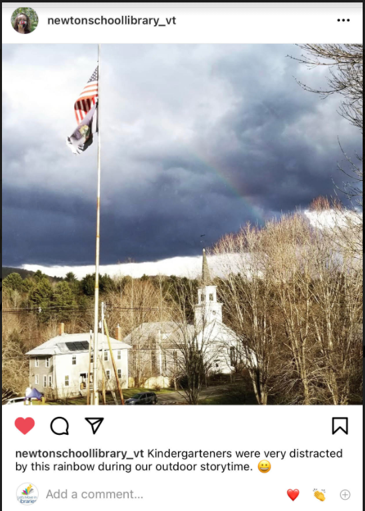 newtonschoollibrary_vt
newtonschoollibrary_vt Kindergarteners were very distracted
by this rainbow during our outdoor storytime. 😀
Add a comment...